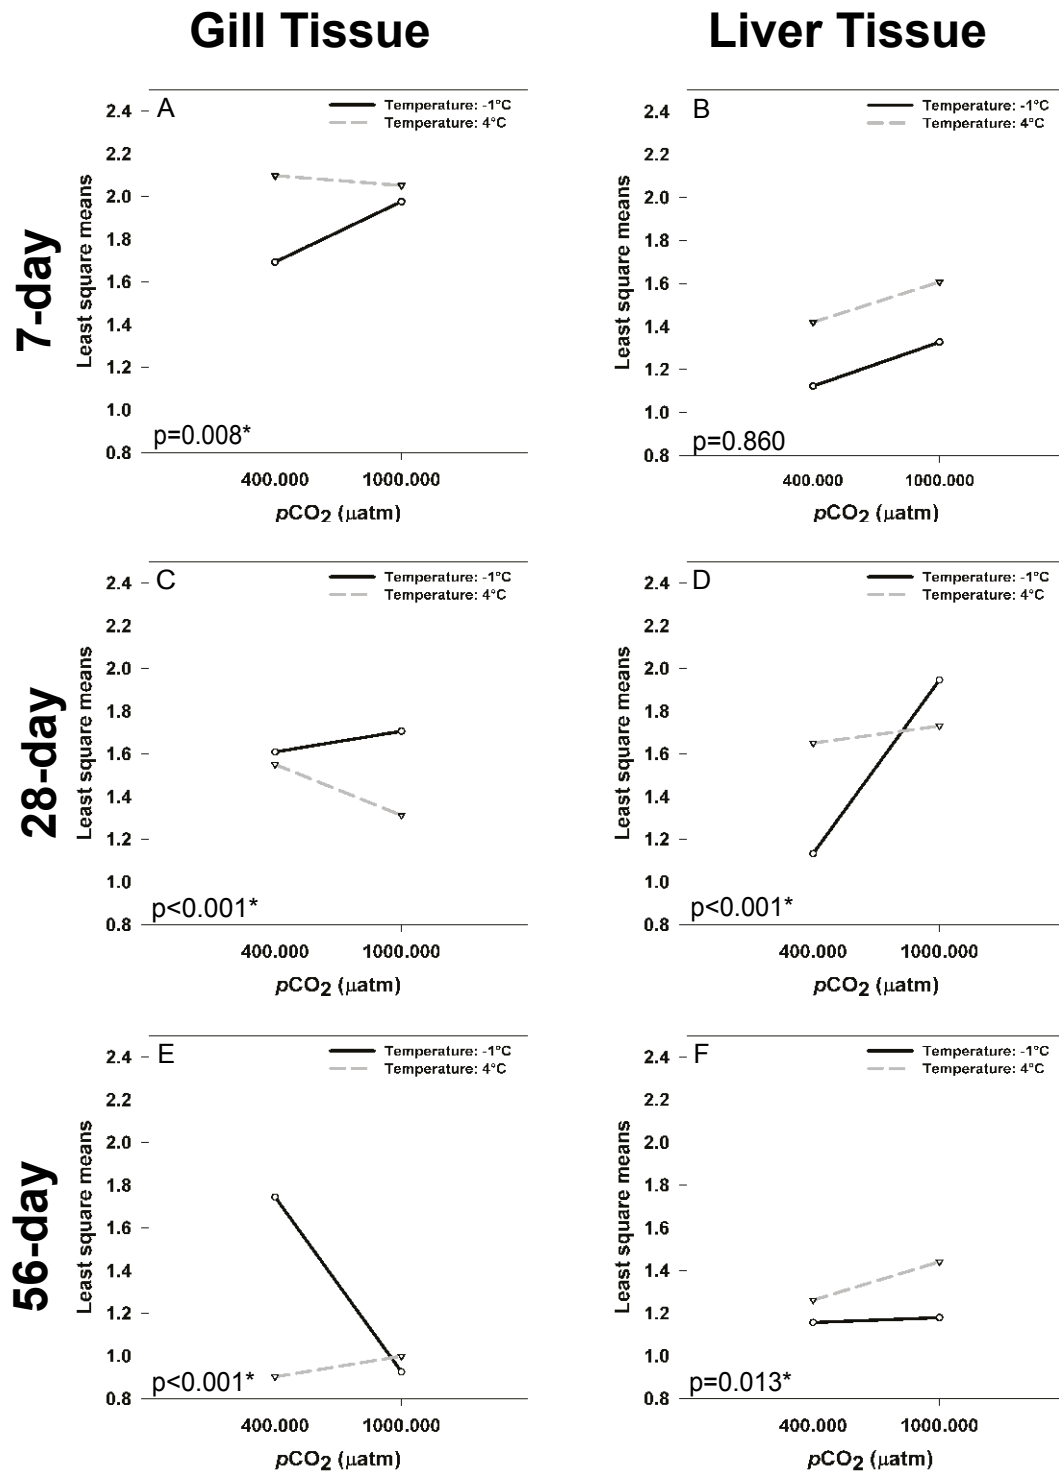 Gill Tissue
Liver Tissue
7-day
A
Temperature: -1°C
Temperature: 4°C
Least square means
2.4
2.2
2.0
1.8
1.6
1.4
1.2
1.0
0.8
p=0.008*
400.000 1000.000
pCO2 (µatm)
B
Temperature: -1°C
Temperature: 4°C
Least square means
2.4
2.2
2.0
1.8
1.6
1.4
1.2
1.0
0.8
p=0.860
400.000 1000.000
pCO2 (µatm)
28-day
C
Temperature: -1°C
Temperature: 4°C
Least square means
2.4
2.2
2.0
1.8
1.6
1.4
1.2
1.0
0.8
p<0.001*
400.000 1000.000
pCO2 (µatm)
D
Temperature: -1°C
Temperature: 4°C
Least square means
2.4
2.2
2.0
1.8
1.6
1.4
1.2
1.0
0.8
p<0.001*
400.000 1000.000
pCO2 (µatm)
56-day
E
Temperature: -1°C
Temperature: 4°C
Least square means
2.4
2.2
2.0
1.8
1.6
1.4
1.2
1.0
0.8
p<0.001*
400.000 1000.000
pCO2 (µatm)
F
Temperature: -1°C
Temperature: 4°C
Least square means
2.4
2.2
2.0
1.8
1.6
1.4
1.2
1.0
0.8
p=0.013*
400.000 1000.000
pCO2 (µatm)